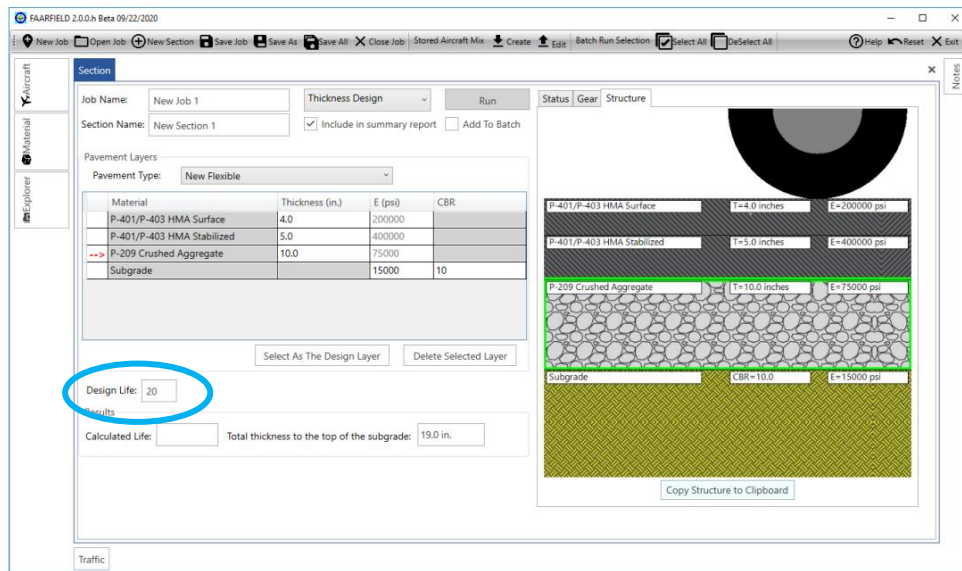 FAARFIELD 2.0.0.h Beta 09/22/2020
New Job Open Job New Section Save Job Save As Save All Close Job Stored Aircraft Mix Create Edit Batch Run Selection Select All DeSelect All Help Reset Exit
Aircraft
Material
Explorer
Notes
Section
Job Name: New Job 1 Thickness Design Run
Section Name: New Section 1 Include in summary report Add To Batch
Pavement Layers
Pavement Type: New Flexible
Material Thickness (in.) E (psi) CBR
P-401/P-403 HMA Surface 4.0 200000
P-401/P-403 HMA Stabilized 5.0 400000
--> P-209 Crushed Aggregate 10.0 75000
Subgrade 15000 10
Select As The Design Layer Delete Selected Layer
Design Life: 20
Results
Calculated Life: Total thickness to the top of the subgrade: 19.0 in.
Status Gear Structure
P-401/P-403 HMA Surface T=4.0 inches E=200000 psi
P-401/P-403 HMA Stabilized T=5.0 inches E=400000 psi
P-209 Crushed Aggregate T=10.0 inches E=75000 psi
Subgrade CBR=10.0 E=15000 psi
Copy Structure to Clipboard
Traffic